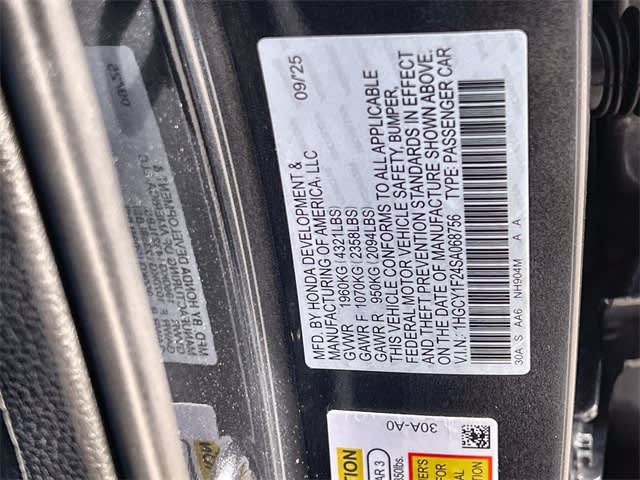 09/25
MFD. BY HONDA DEVELOPMENT &
MANUFACTURING OF AMERICA, LLC
GVWR 1960KG (4321LBS)
GAWR F 1070KG (2358LBS)
GAWR R 950KG (2094LBS)
THIS VEHICLE CONFORMS TO ALL APPLICABLE
FEDERAL MOTOR VEHICLE SAFETY, BUMPER,
AND THEFT PREVENTION STANDARDS IN EFFECT
ON THE DATE OF MANUFACTURE SHOWN ABOVE.
V.I.N.: 1HGCY1F24SA068756 TYPE: PASSENGER CAR
30A S AA6 NH904M A A
30A-A0